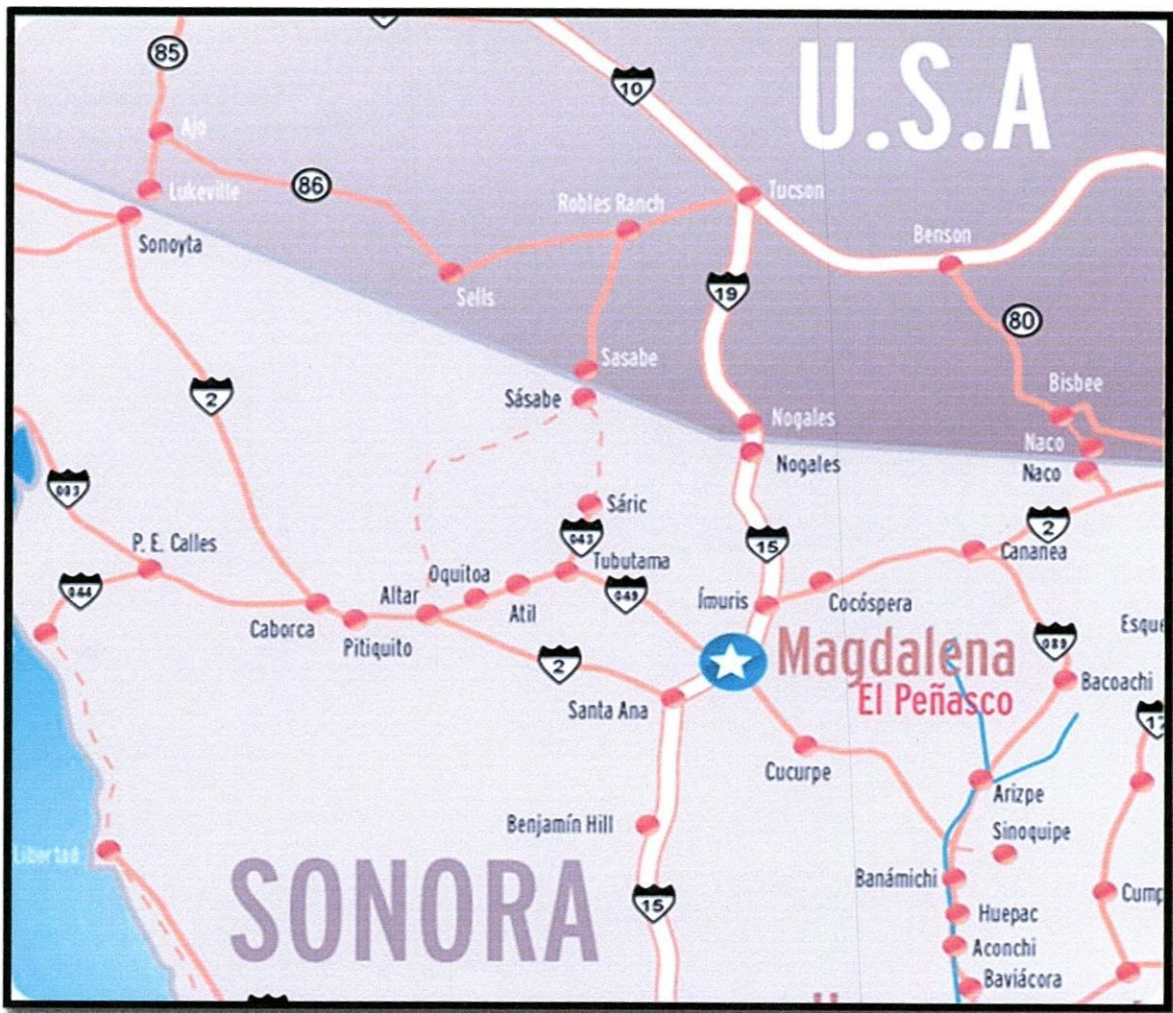 85
10
U.S.A
Ajo
86
Lukeville
Tucson
Robles Ranch
Sonoyta
Benson
Sells
19
80
Sasabe
Bisbee
2
Sásabe
Nogales
Naco
Nogales
Naco
003
Sáric
2
P. E. Calles
043
15
Cananea
Tubutama
044
Oquitoa
049
Altar
Atil
Ímuris
Cocóspera
Caborca
Pitiquito
Esque
089
2
Magdalena
Bacoachi
El Peñasco
Santa Ana
17
Cucurpe
Arizpe
Benjamín Hill
Sinoquipe
Libertad
SONORA
Banámichi
Cump
15
Huepac
Aconchi
Baviácora